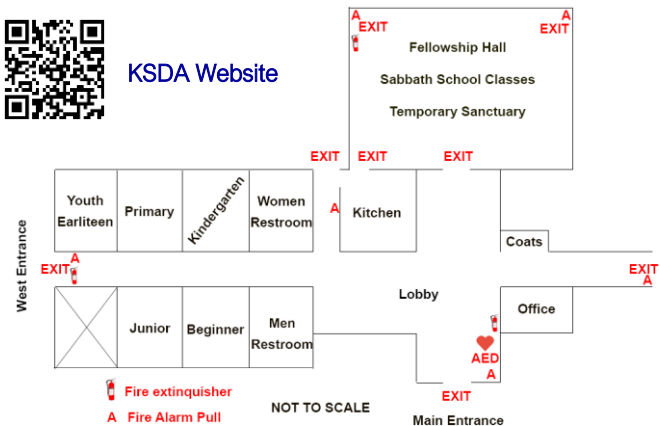 KSDA Website
A
A
EXIT
EXIT
Fellowship Hall
Sabbath School Classes
Temporary Sanctuary
EXIT
EXIT
EXIT
Youth
Earliteen
Primary
Kindergarten
Women
Restroom
A
Kitchen
Coats
West Entrance
A
EXIT
EXIT
A
Lobby
Office
Junior
Beginner
Men
Restroom
AED
A
EXIT
Main Entrance
Fire extinquisher
A Fire Alarm Pull
NOT TO SCALE